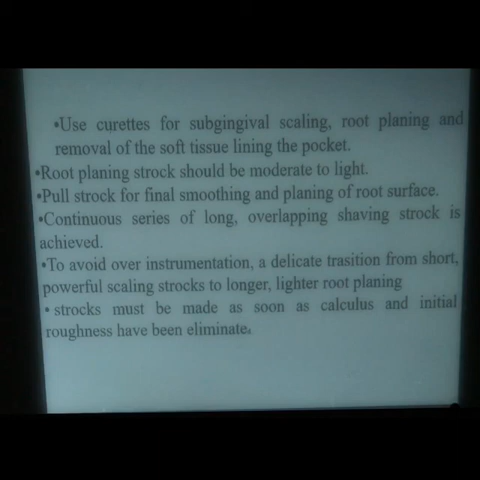 •Use curettes for subgingival scaling, root planing and
removal of the soft tissue lining the pocket.
•Root planing strock should be moderate to light.
•Pull strock for final smoothing and planing of root surface.
•Continuous series of long, overlapping shaving strock is
achieved.
•To avoid over instrumentation, a delicate trasition from short,
powerful scaling strocks to longer, lighter root planing
• strocks must be made as soon as calculus and initial
roughness have been eliminate.